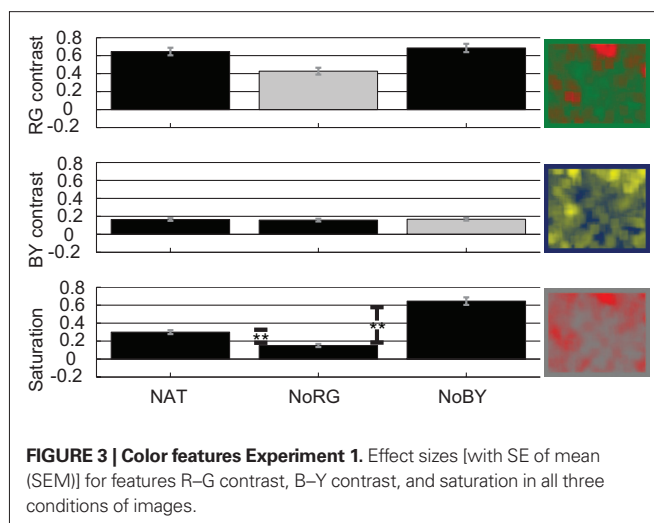 RG contrast
0.8
0.6
0.4
0.2
0
-0.2
BY contrast
0.8
0.6
0.4
0.2
0
-0.2
Saturation
0.8
0.6
0.4
0.2
0
-0.2
**
**
NAT NoRG NoBY
FIGURE 3 | Color features Experiment 1. Effect sizes [with SE of mean
(SEM)] for features R–G contrast, B–Y contrast, and saturation in all three
conditions of images.